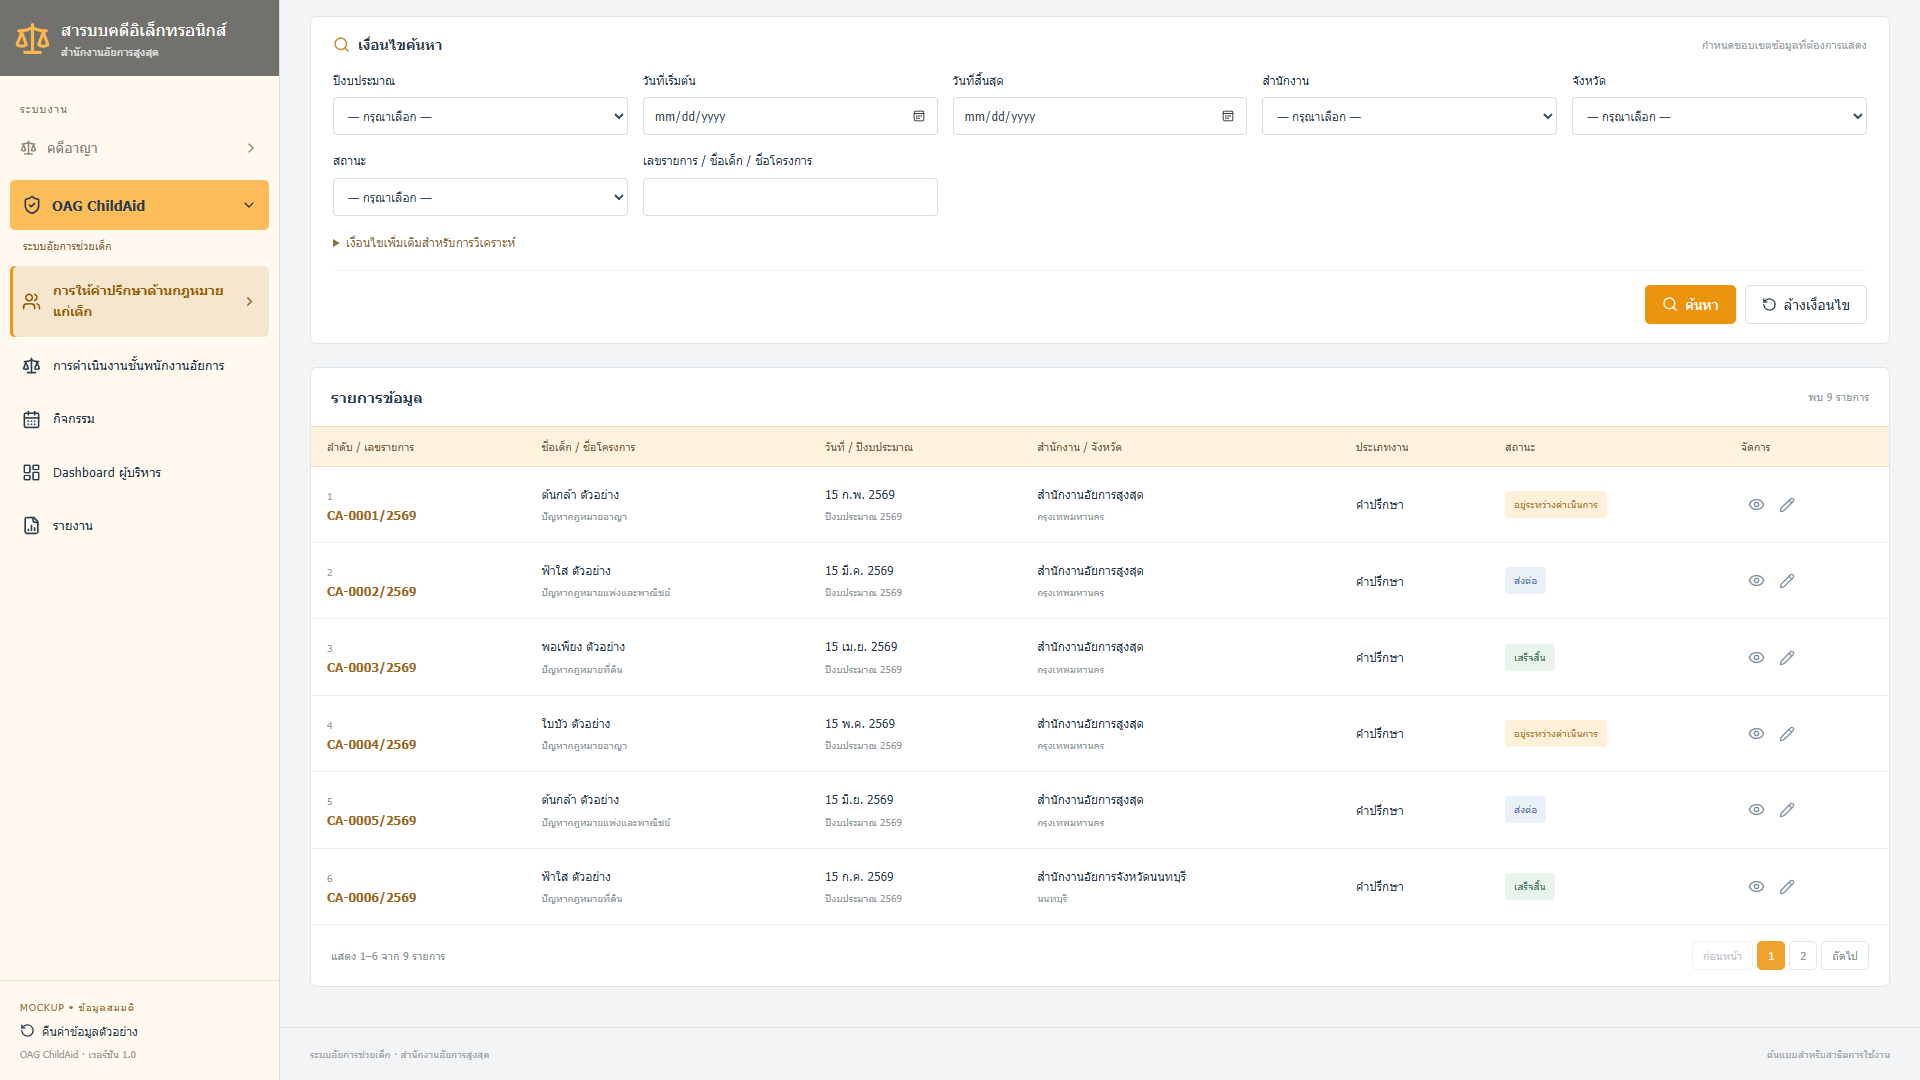 สารบบคดีอิเล็กทรอนิกส์
สำนักงานอัยการสูงสุด
ระบบงาน
คดีอาญา
OAG ChildAid
ระบบอัยการช่วยเด็ก
การให้คำปรึกษาด้านกฎหมาย
แก่เด็ก
การดำเนินงานชั้นพนักงานอัยการ
กิจกรรม
Dashboard ผู้บริหาร
รายงาน
MOCKUP • ข้อมูลสมมติ
คืนค่าข้อมูลตัวอย่าง
OAG ChildAid · เวอร์ชัน 1.0
เงื่อนไขค้นหา
กำหนดขอบเขตข้อมูลที่ต้องการแสดง
ปีงบประมาณ
วันที่เริ่มต้น
วันที่สิ้นสุด
สำนักงาน
จังหวัด
— กรุณาเลือก —
mm/dd/yyyy
mm/dd/yyyy
— กรุณาเลือก —
— กรุณาเลือก —
สถานะ
เลขรายการ / ชื่อเด็ก / ชื่อโครงการ
— กรุณาเลือก —
เงื่อนไขเพิ่มเติมสำหรับการวิเคราะห์
ค้นหา
ล้างเงื่อนไข
รายการข้อมูล
พบ 9 รายการ
ลำดับ / เลขรายการ
ชื่อเด็ก / ชื่อโครงการ
วันที่ / ปีงบประมาณ
สำนักงาน / จังหวัด
ประเภทงาน
สถานะ
จัดการ
1
CA-0001/2569
ต้นกล้า ตัวอย่าง
ปัญหากฎหมายอาญา
15 ก.พ. 2569
ปีงบประมาณ 2569
สำนักงานอัยการสูงสุด
กรุงเทพมหานคร
คำปรึกษา
อยู่ระหว่างดำเนินการ
2
CA-0002/2569
ฟ้าใส ตัวอย่าง
ปัญหากฎหมายแพ่งและพาณิชย์
15 มี.ค. 2569
ปีงบประมาณ 2569
สำนักงานอัยการสูงสุด
กรุงเทพมหานคร
คำปรึกษา
ส่งต่อ
3
CA-0003/2569
พอเพียง ตัวอย่าง
ปัญหากฎหมายที่ดิน
15 เม.ย. 2569
ปีงบประมาณ 2569
สำนักงานอัยการสูงสุด
กรุงเทพมหานคร
คำปรึกษา
เสร็จสิ้น
4
CA-0004/2569
ใบบัว ตัวอย่าง
ปัญหากฎหมายอาญา
15 พ.ค. 2569
ปีงบประมาณ 2569
สำนักงานอัยการสูงสุด
กรุงเทพมหานคร
คำปรึกษา
อยู่ระหว่างดำเนินการ
5
CA-0005/2569
ต้นกล้า ตัวอย่าง
ปัญหากฎหมายแพ่งและพาณิชย์
15 มิ.ย. 2569
ปีงบประมาณ 2569
สำนักงานอัยการสูงสุด
กรุงเทพมหานคร
คำปรึกษา
ส่งต่อ
6
CA-0006/2569
ฟ้าใส ตัวอย่าง
ปัญหากฎหมายที่ดิน
15 ก.ค. 2569
ปีงบประมาณ 2569
สำนักงานอัยการจังหวัดนนทบุรี
นนทบุรี
คำปรึกษา
เสร็จสิ้น
แสดง 1–6 จาก 9 รายการ
ก่อนหน้า
1
2
ถัดไป
ระบบอัยการช่วยเด็ก · สำนักงานอัยการสูงสุด
ต้นแบบสำหรับสาธิตการใช้งาน